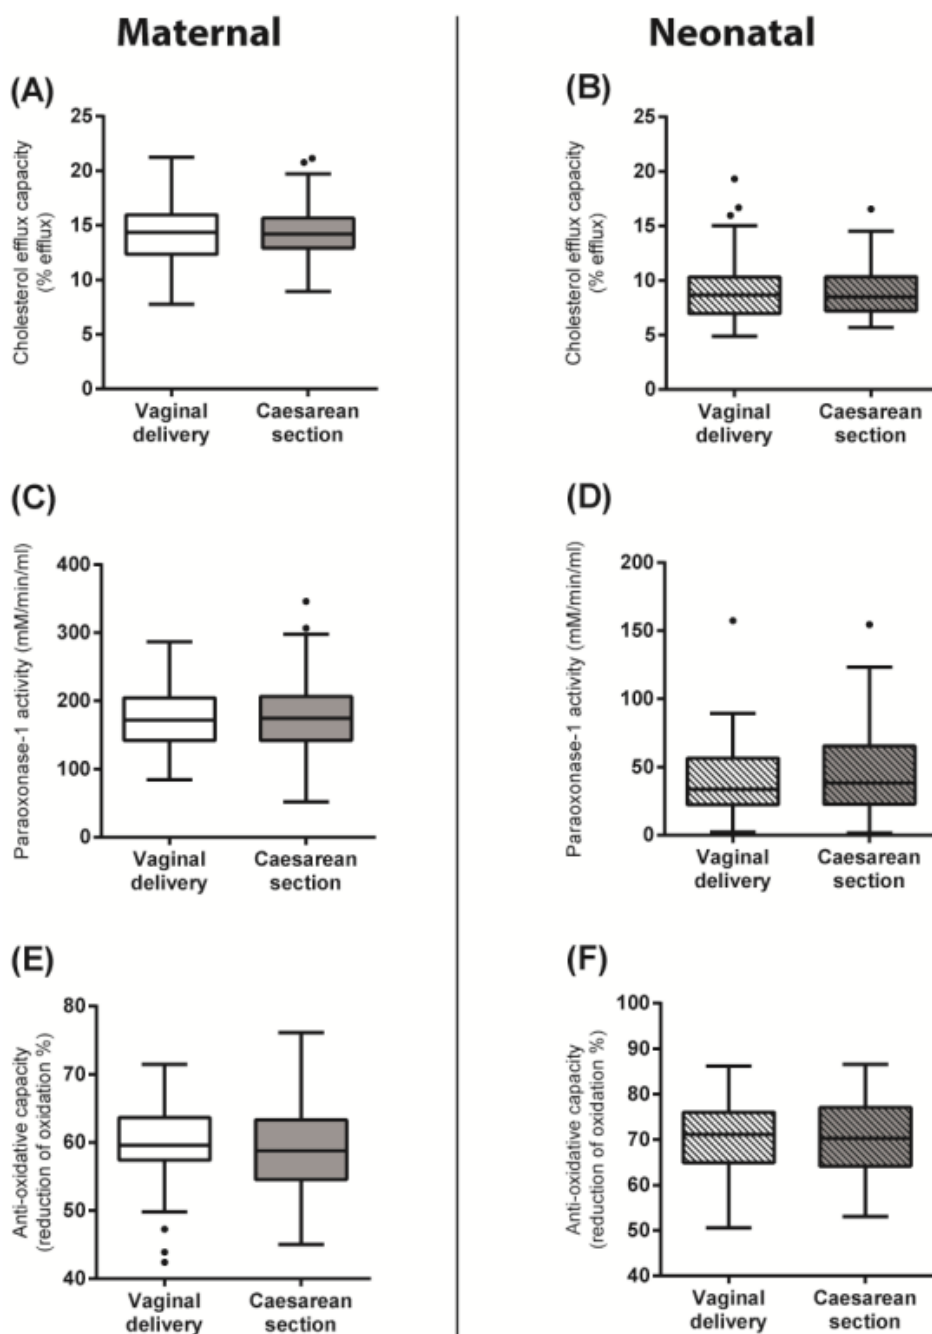 Maternal
Neonatal
(A)
Cholesterol efflux capacity
(% efflux)
25
20
15
10
5
0
Vaginal
delivery
Caesarean
section
(B)
Cholesterol efflux capacity
(% efflux)
25
20
15
10
5
0
Vaginal
delivery
Caesarean
section
(C)
Paraoxonase-1 activity (mM/min/ml)
400
300
200
100
0
Vaginal
delivery
Caesarean
section
(D)
Paraoxonase-1 activity (mM/min/ml)
200
150
100
50
0
Vaginal
delivery
Caesarean
section
(E)
Anti-oxidative capacity
(reduction of oxidation %)
80
70
60
50
40
Vaginal
delivery
Caesarean
section
(F)
Anti-oxidative capacity
(reduction of oxidation %)
100
90
80
70
60
50
40
Vaginal
delivery
Caesarean
section